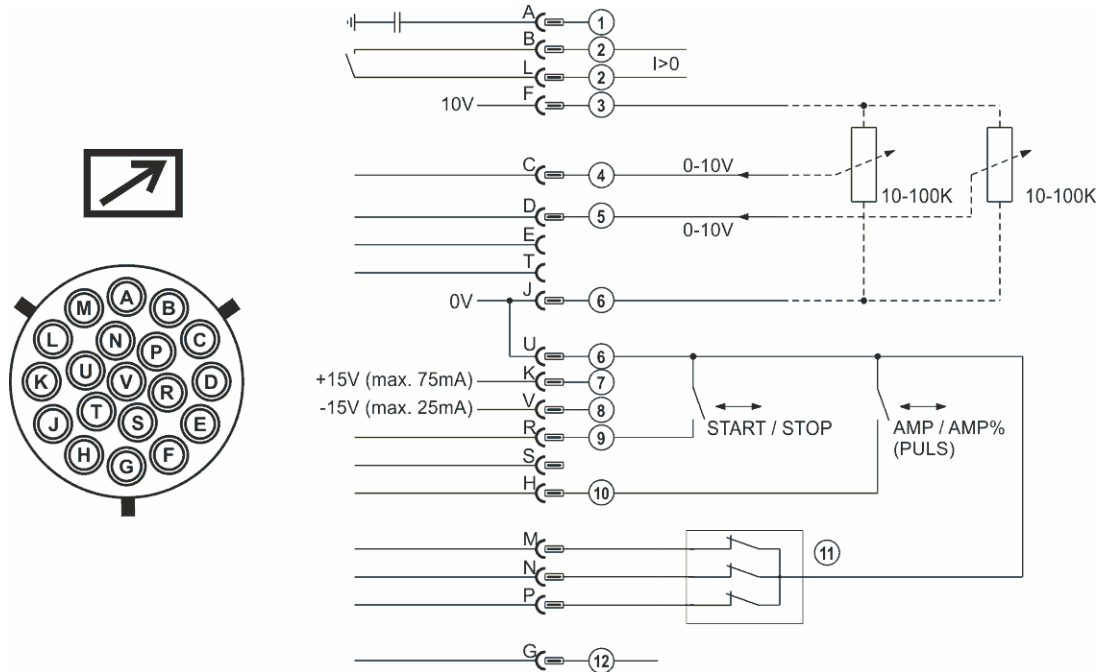 A 1
B 2
L 2 I>0
10V F 3
C 4 0-10V
10-100K 10-100K
D 5
0-10V
E
T
0V J 6
U 6
+15V (max. 75mA) K 7
-15V (max. 25mA) V 8
R 9 START / STOP AMP / AMP%
(PULS)
S
H 10
M 11
N
P
G 12
A
M B
L N P C
K U V R D
J T S E
H G F